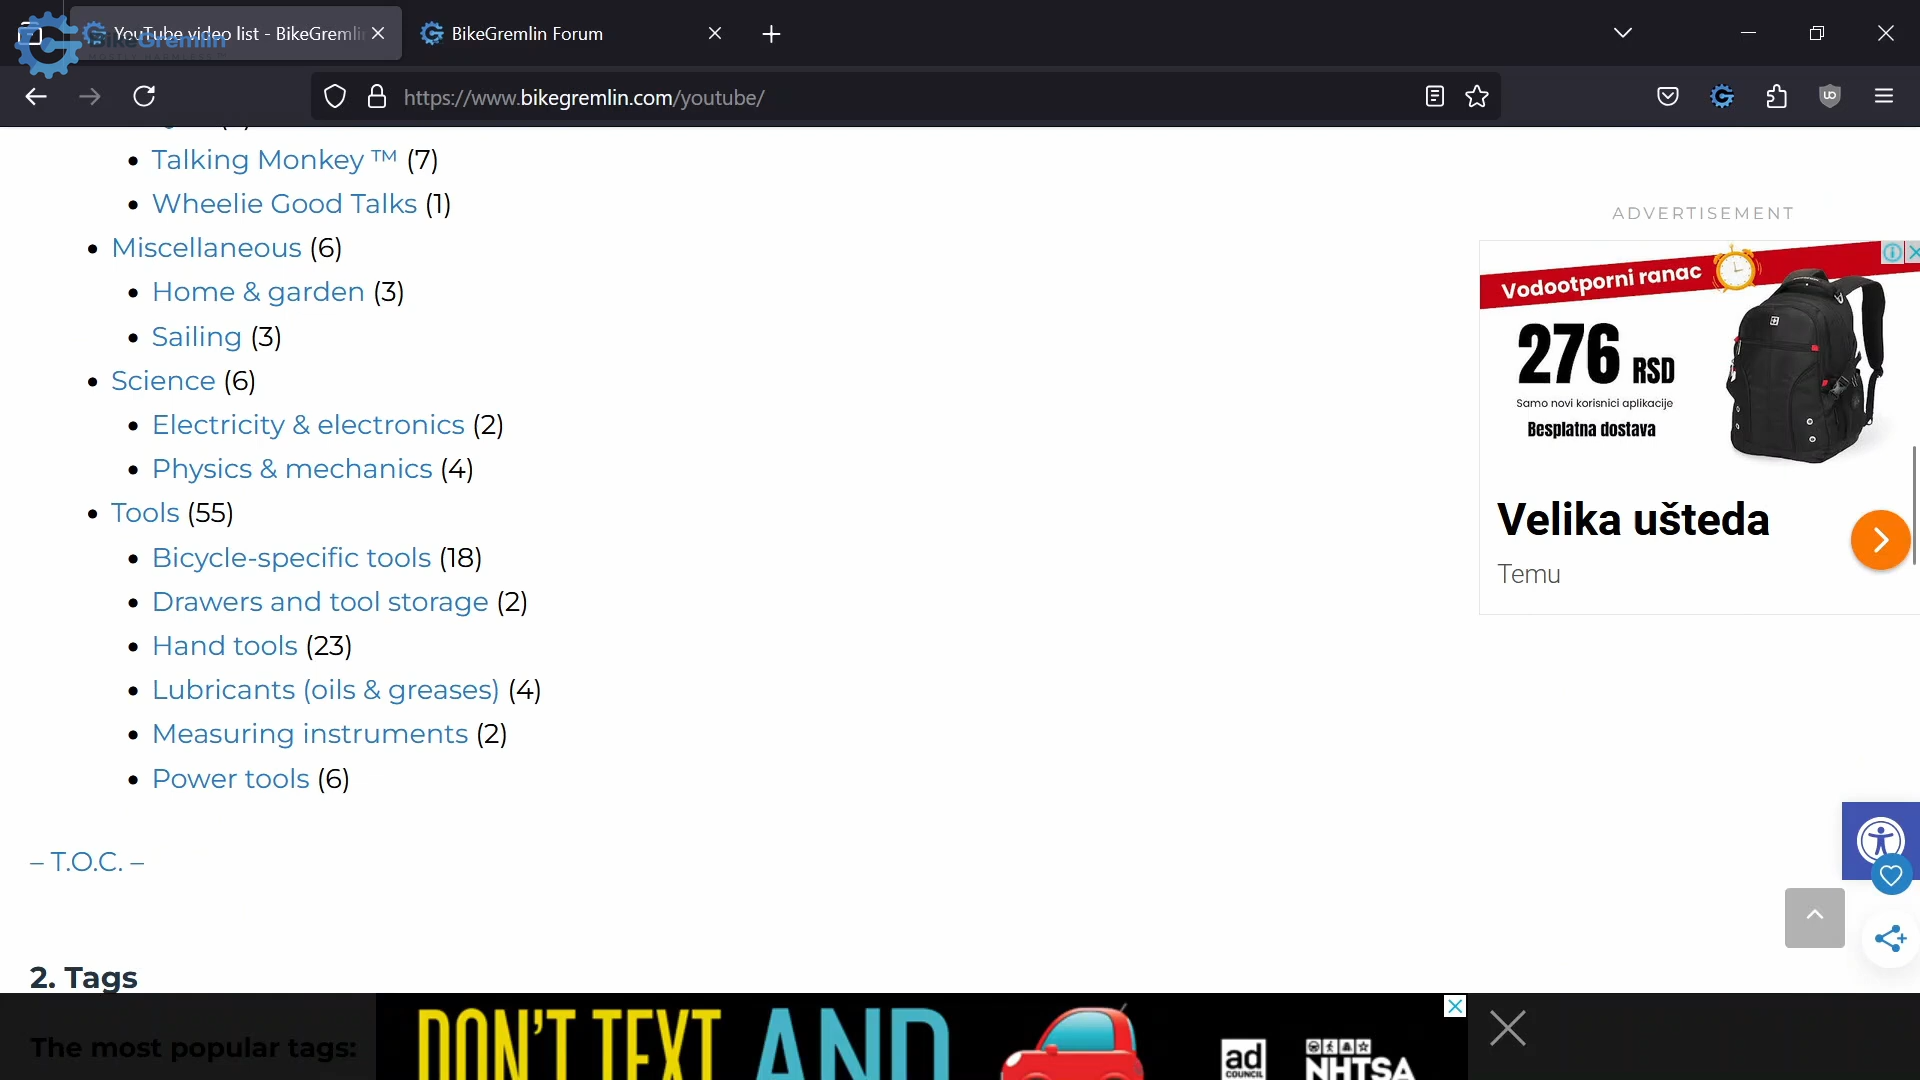 YouTube video list - BikeGremli
BikeGremlin Forum
BikeGremlin
https://www.bikegremlin.com/youtube/
Talking Monkey ™ (7)
Wheelie Good Talks (1)
Miscellaneous (6)
Home & garden (3)
Sailing (3)
Science (6)
Electricity & electronics (2)
Physics & mechanics (4)
Tools (55)
Bicycle-specific tools (18)
Drawers and tool storage (2)
Hand tools (23)
Lubricants (oils & greases) (4)
Measuring instruments (2)
Power tools (6)
– T.O.C. –
2. Tags
The most popular tags:
ADVERTISEMENT
Vodootporni ranac
276 RSD
Samo novi korisnici aplikacije
Besplatna dostava
Velika ušteda
Temu
DON'T TEXT AND
ad
COUNCIL
NHTSA